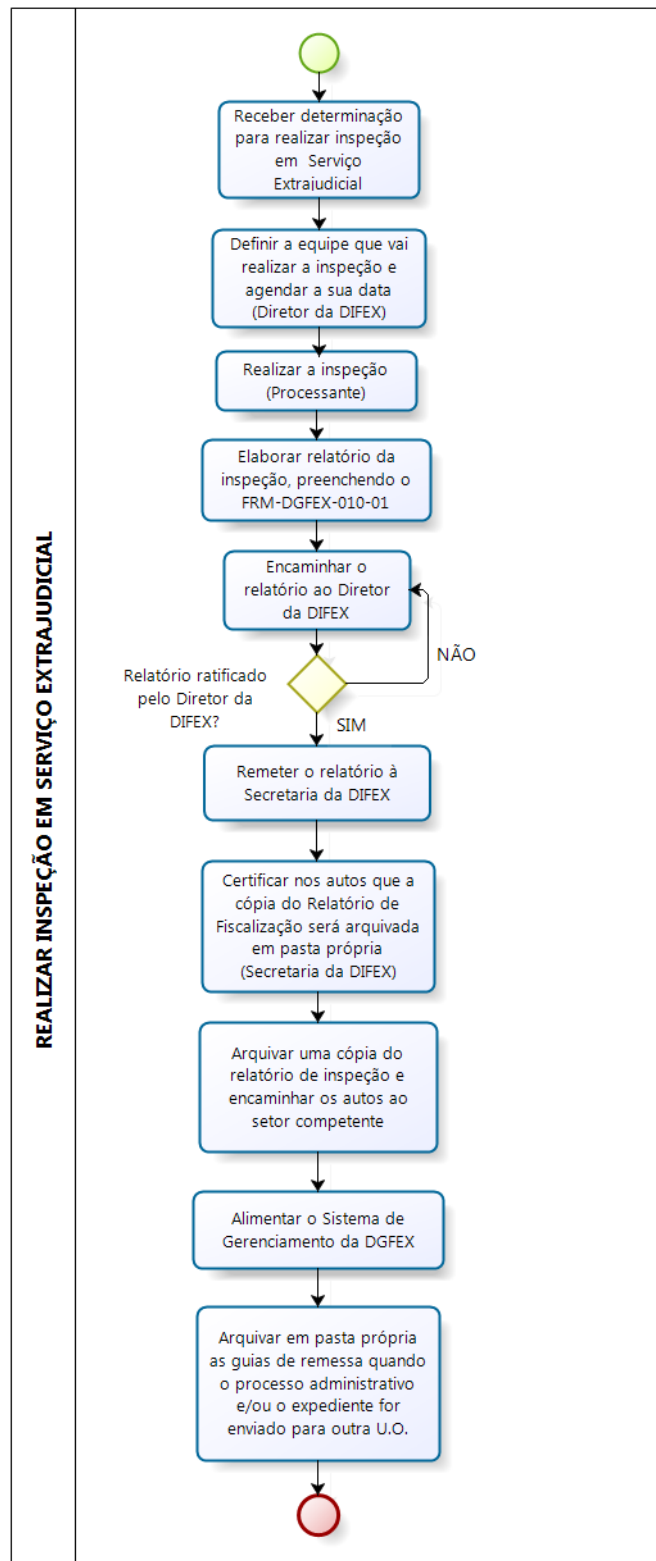 REALIZAR INSPEÇÃO EM SERVIÇO EXTRAJUDICIAL
Receber determinação
para realizar inspeção
em Serviço
Extrajudicial
Definir a equipe que vai
realizar a inspeção e
agendar a sua data
(Diretor da DIFEX)
Realizar a inspeção
(Processante)
Elaborar relatório da
inspeção, preenchendo o
FRM-DGFEX-010-01
Encaminhar o
relatório ao Diretor
da DIFEX
NÃO
Relatório ratificado
pelo Diretor da
DIFEX?
SIM
Remeter o relatório à
Secretaria da DIFEX
Certificar nos autos que a
cópia do Relatório de
Fiscalização será arquivada
em pasta própria
(Secretaria da DIFEX)
Arquivar uma cópia do
relatório de inspeção e
encaminhar os autos ao
setor competente
Alimentar o Sistema de
Gerenciamento da DGFEX
Arquivar em pasta própria
as guias de remessa quando
o processo administrativo
e/ou o expediente for
enviado para outra U.O.